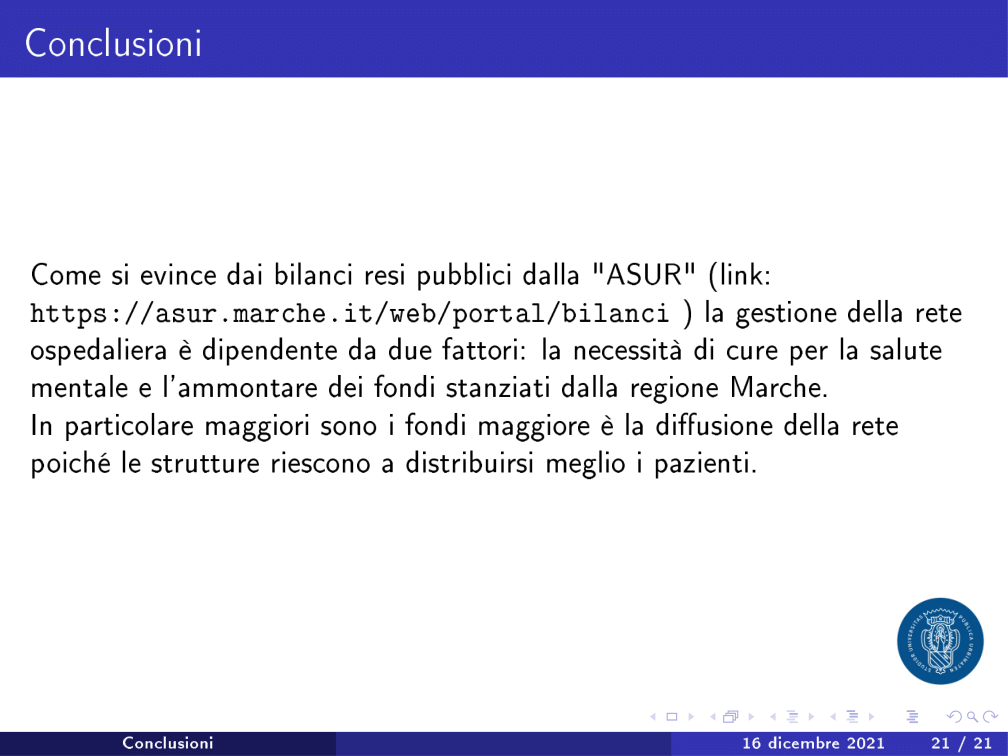 Conclusioni
Come si evince dai bilanci resi pubblici dalla "ASUR" (link:
https://asur.marche.it/web/portal/bilanci ) la gestione della rete
ospedaliera è dipendente da due fattori: la necessità di cure per la salute
mentale e l'ammontare dei fondi stanziati dalla regione Marche.
In particolare maggiori sono i fondi maggiore è la diffusione della rete
poiché le strutture riescono a distribuirsi meglio i pazienti.
Conclusioni
16 dicembre 2021
21 / 21